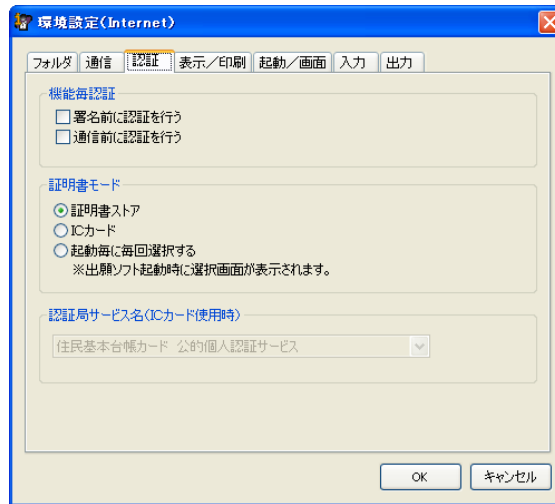 環境設定(Internet)
フォルダ 通信 認証 表示／印刷 起動／画面 入力 出力
機能毎認証
署名前に認証を行う
通信前に認証を行う
証明書モード
証明書ストア
ICカード
起動毎に毎回選択する
※出願ソフト起動時に選択画面が表示されます。
認証局サービス名(ICカード使用時)
住民基本台帳カード 公的個人認証サービス
OK キャンセル